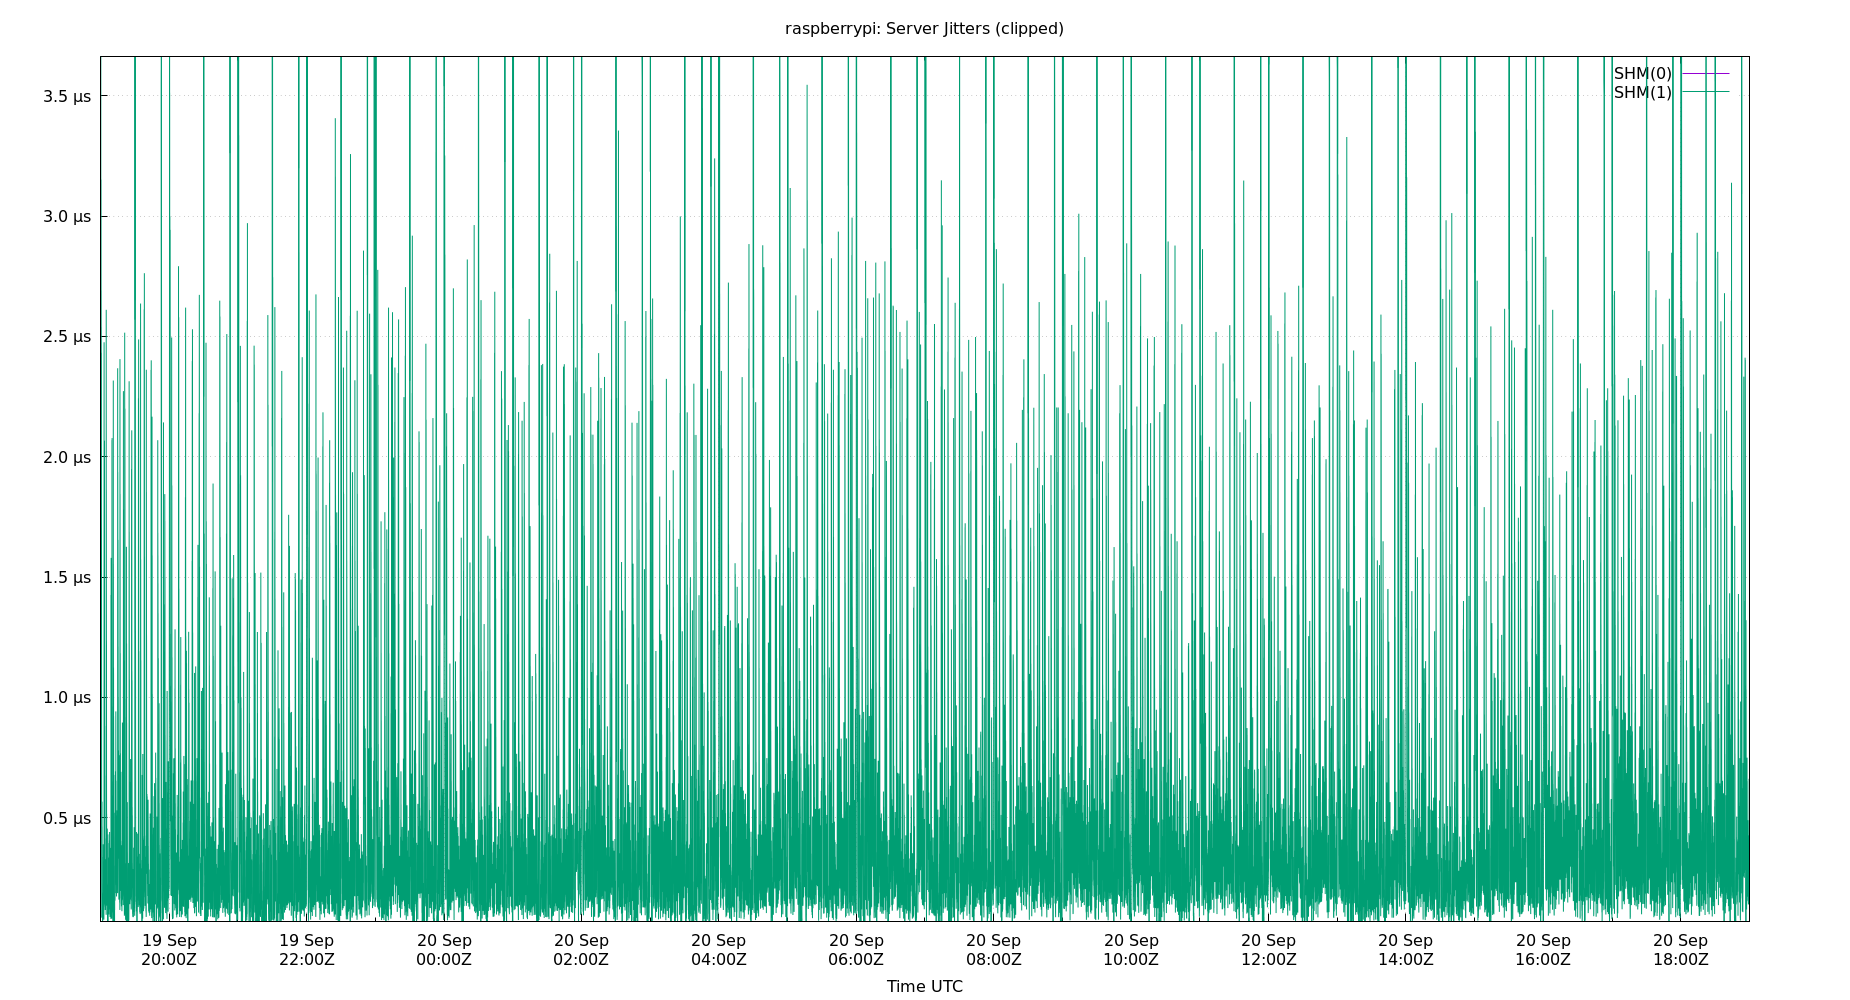 raspberrypi: Server Jitters (clipped)
SHM(0)
SHM(1)
3.5 µs
3.0 µs
2.5 µs
2.0 µs
1.5 µs
1.0 µs
0.5 µs
19 Sep 19 Sep 20 Sep 20 Sep 20 Sep 20 Sep 20 Sep 20 Sep 20 Sep 20 Sep 20 Sep 20 Sep
20:00Z 22:00Z 00:00Z 02:00Z 04:00Z 06:00Z 08:00Z 10:00Z 12:00Z 14:00Z 16:00Z 18:00Z
Time UTC